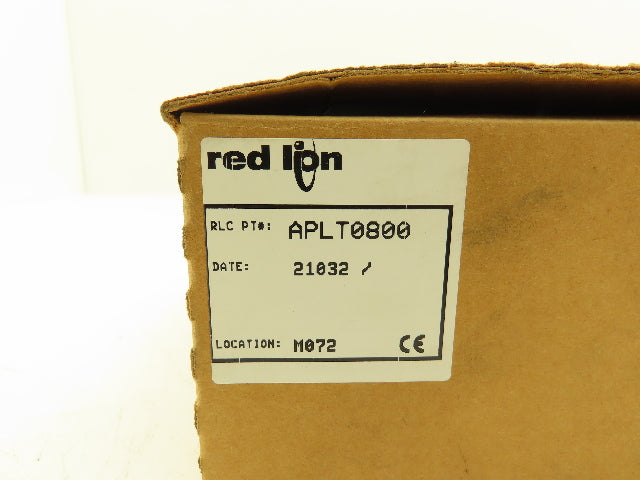 red lion
RLC PT#: APLT0800
DATE: 21032 /
LOCATION: M072 CE